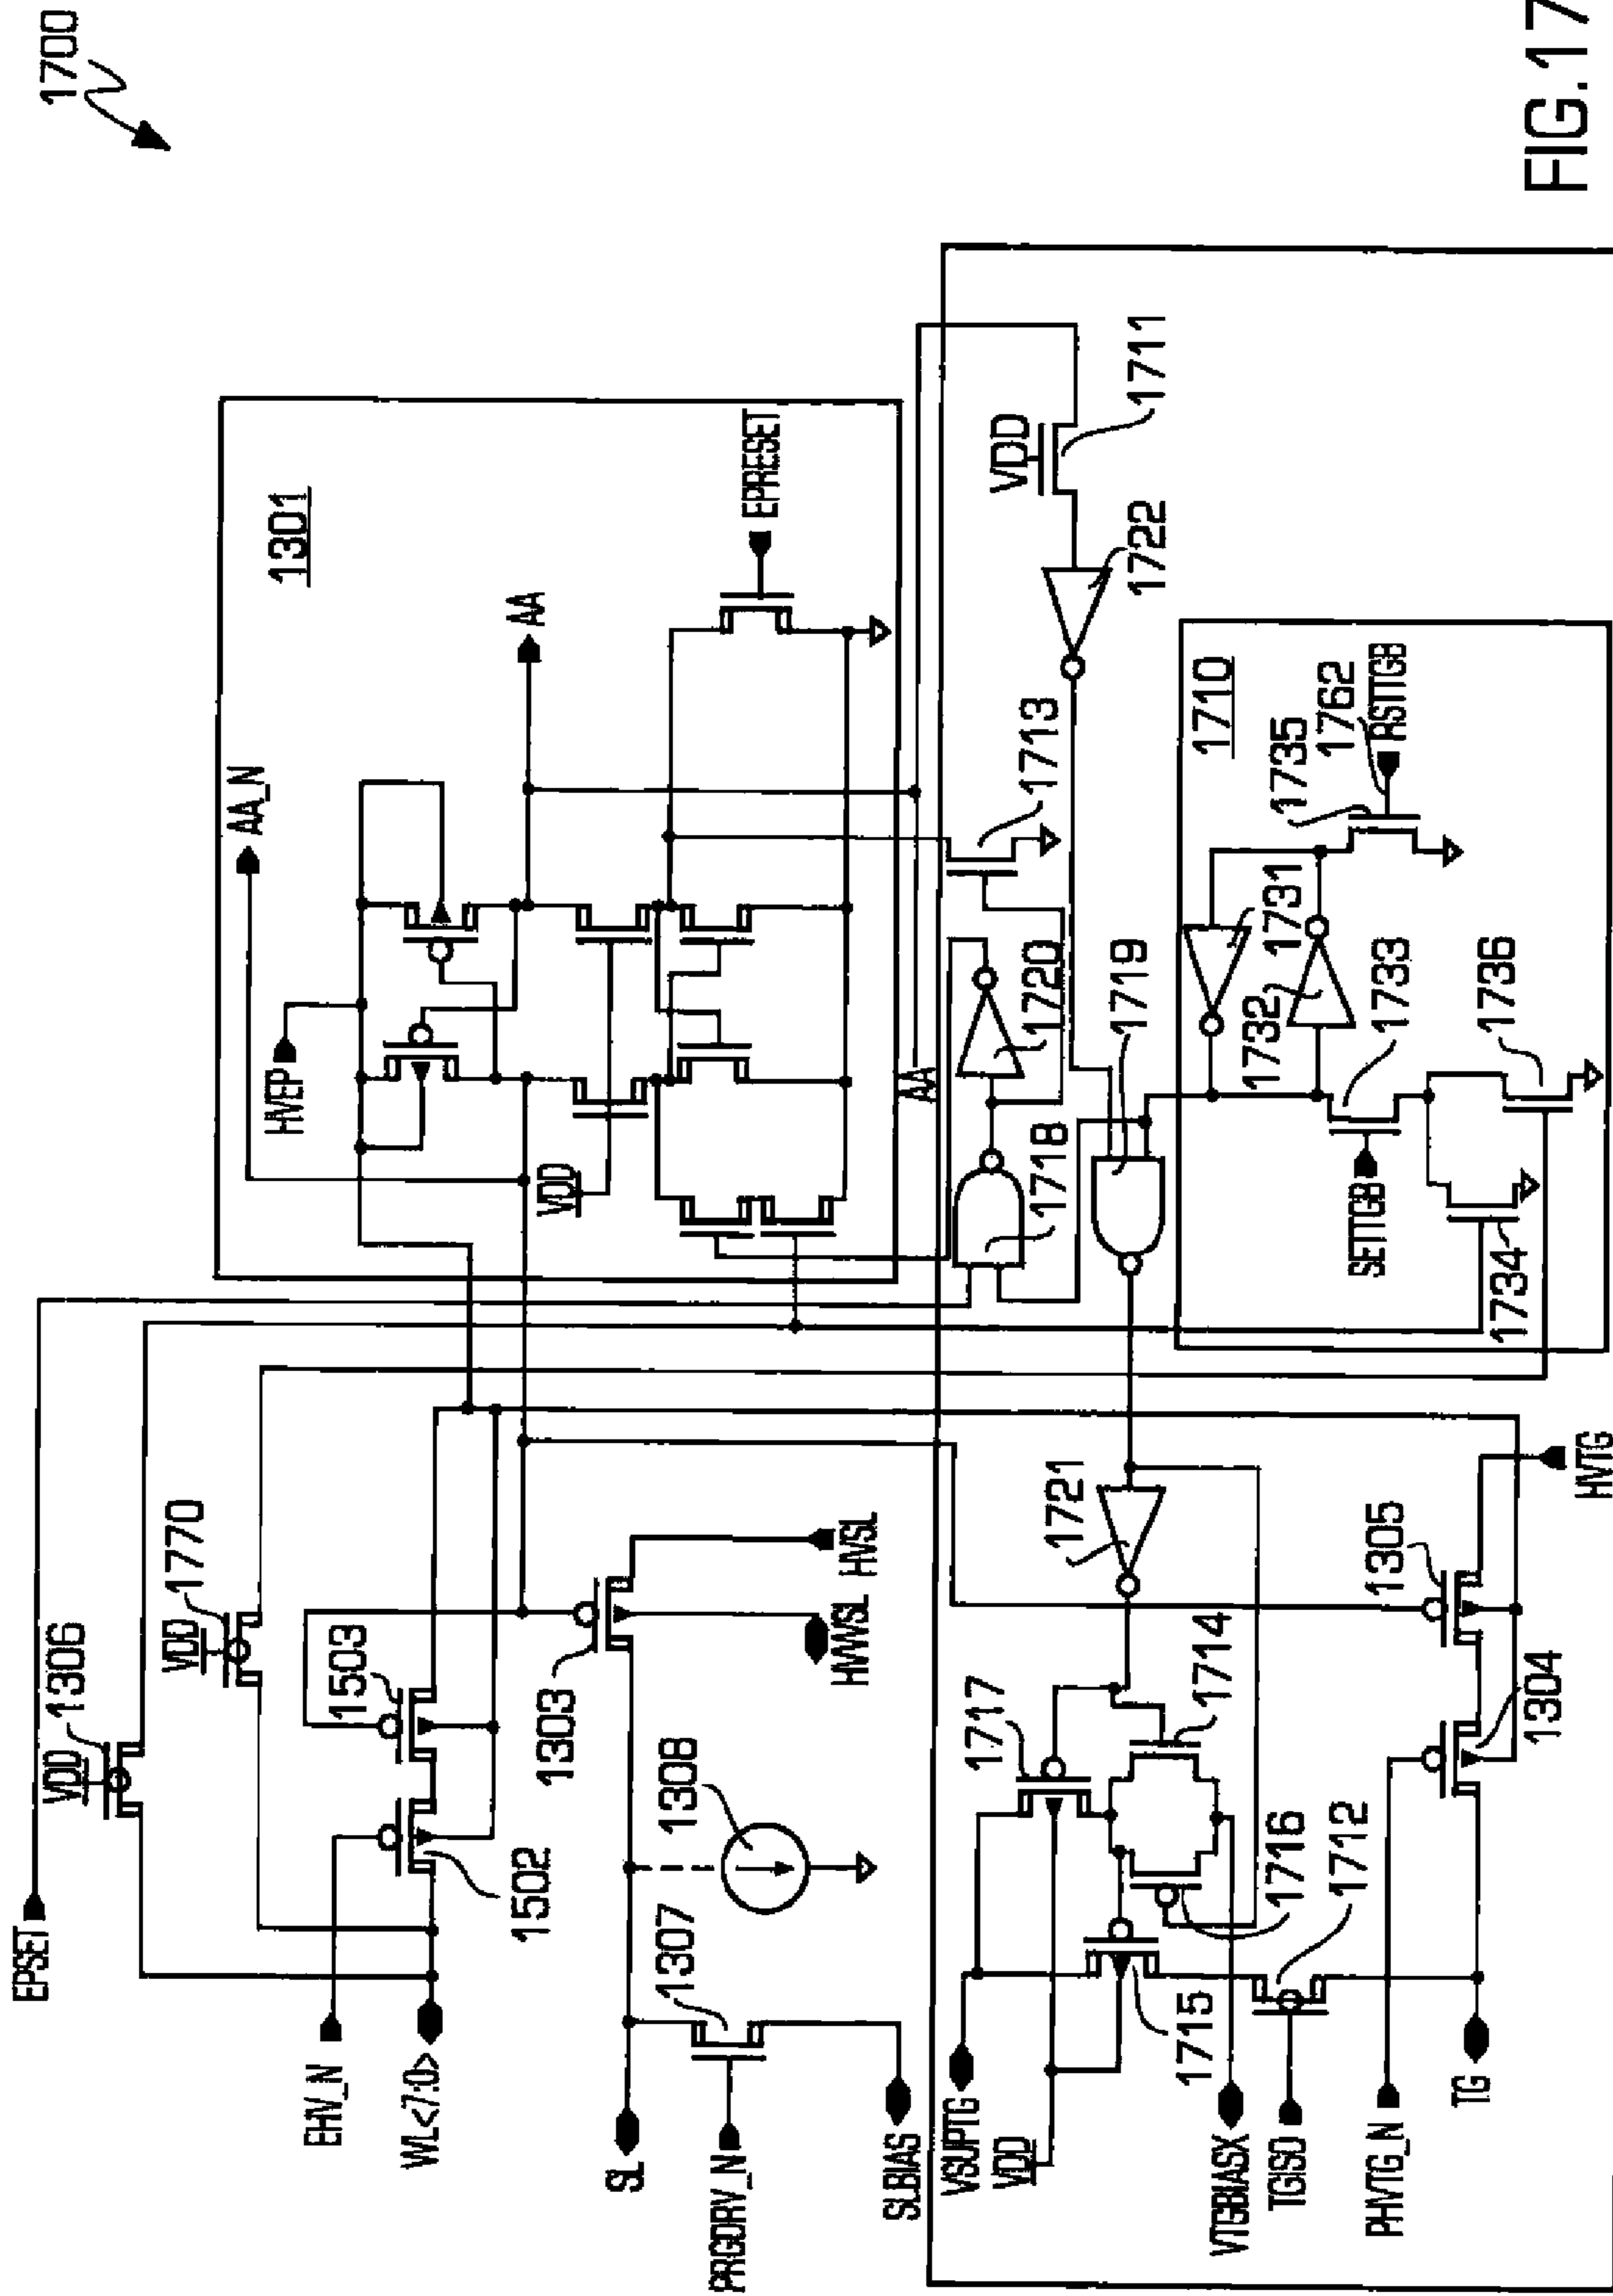 1700
FIG.17
EPSET
VDD
1306
VDD
1770
EHV_N
WL<7:0>
1502
1503
SL
PRGDRV_N
SLBIAS
1307
1308
1303
HVWSL
HVSL
HVEP
AA_N
1301
AA
VDD
EPRESET
AA
VDD
1711
1722
1713
1720
1718
1719
1710
1735
1762
RSTTGB
1731
1732
1733
SETTGB
1734
1736
VSUPTG
VDD
VTGBIASX
TGISO
PHVTG_N
TG
1717
1714
1715
1716
1712
1721
1305
1304
HVTG